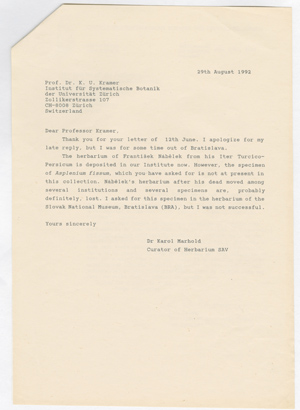 29th August 1992
Prof. Dr. K. U. Kramer
Institut für Systematische Botanik
der Universität Zürich
Zollikerstrasse 107
CH-8008 Zürich
Switzerland
Dear Professor Kramer.
Thank you for your letter of 12th June. I apologize for my
late reply, but I was for some time out of Bratislava.
The herbarium of František Nábělek from his Iter Turcico-
Persicum is deposited in our Institute now. However, the specimen
of Asplenium fissum, which you have asked for is not at present in
this collection. Nábělek's herbarium after his dead moved among
several institutions and several specimens are, probably
definitely, lost. I asked for this specimen in the herbarium of the
Slovak National Museum, Bratislava (BRA), but I was not successful.
Yours sincerely
Dr Karol Marhold
Curator of Herbarium SAV